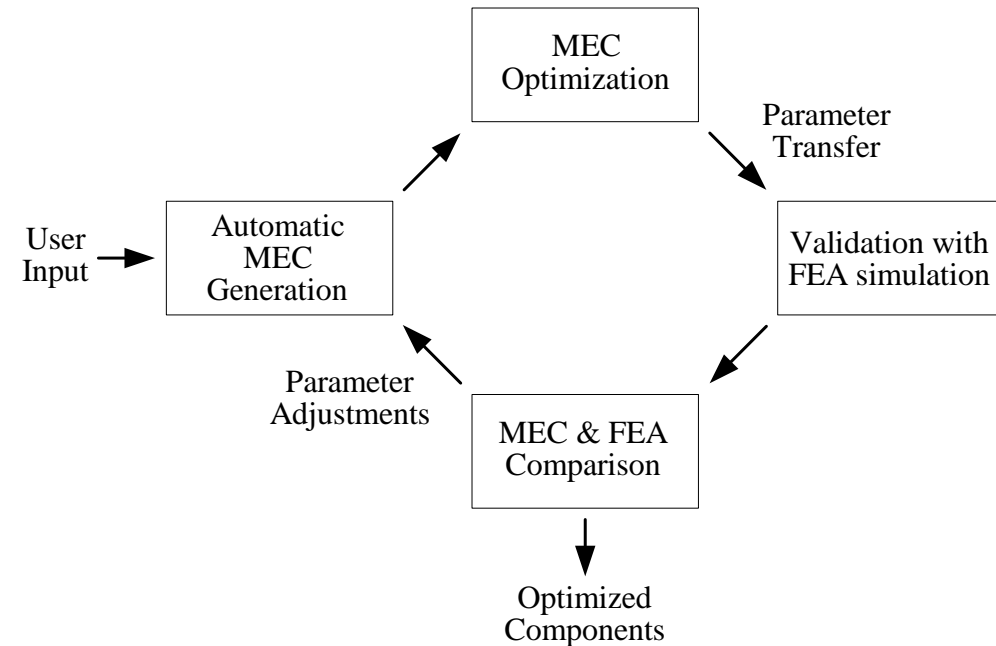 MEC
Optimization
Parameter
Transfer
User
Input
Automatic
MEC
Generation
Validation with
FEA simulation
Parameter
Adjustments
MEC & FEA
Comparison
Optimized
Components